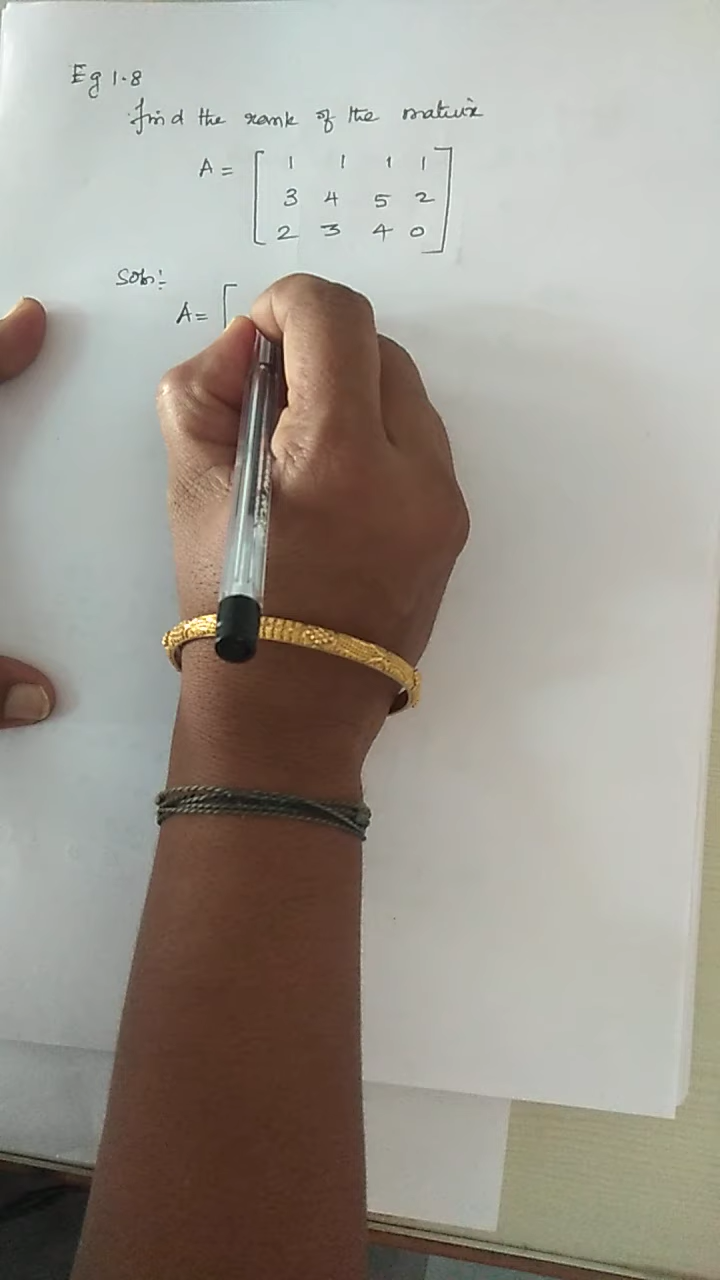 Eg 1.8
Find the rank of the matrix
A = [ 1 1 1 1
3 4 5 2
2 3 4 0 ]
Soln:
A = [